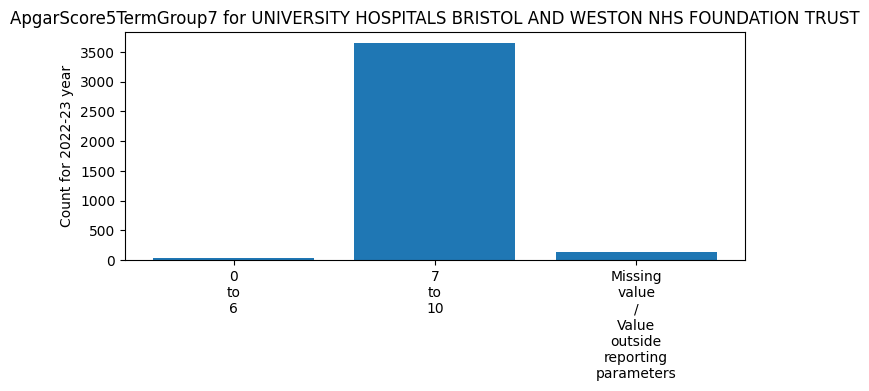 ApgarScore5TermGroup7 for UNIVERSITY HOSPITALS BRISTOL AND WESTON NHS FOUNDATION TRUST
Count for 2022-23 year
3500
3000
2500
2000
1500
1000
500
0
0
to
6
7
to
10
Missing
value
/
Value
outside
reporting
parameters